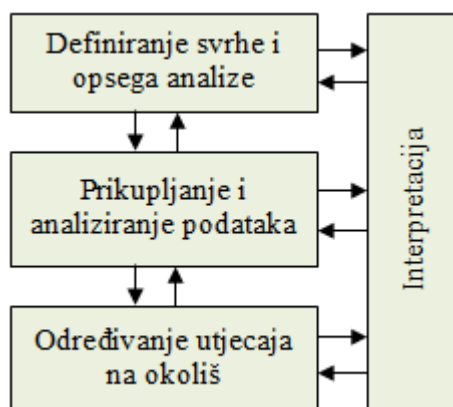 Definiranje svrhe i
opsega analize
Prikupljanje i
analiziranje podataka
Određivanje utjecaja
na okoliš
Interpretacija